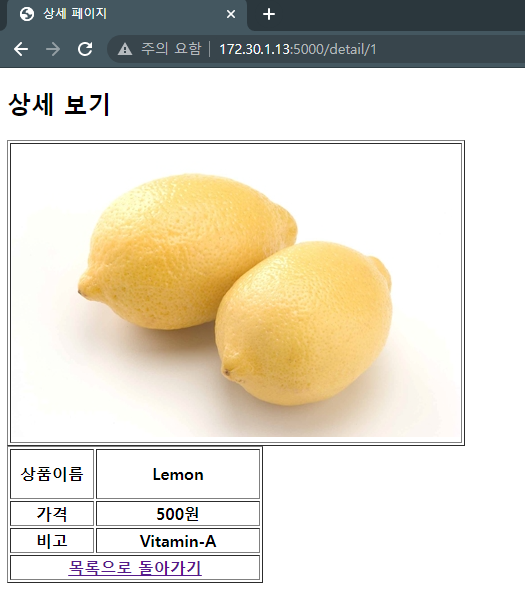 상세 페이지
주의 요함 172.30.1.13:5000/detail/1
상세 보기
상품이름 Lemon
가격 500원
비고 Vitamin-A
목록으로 돌아가기